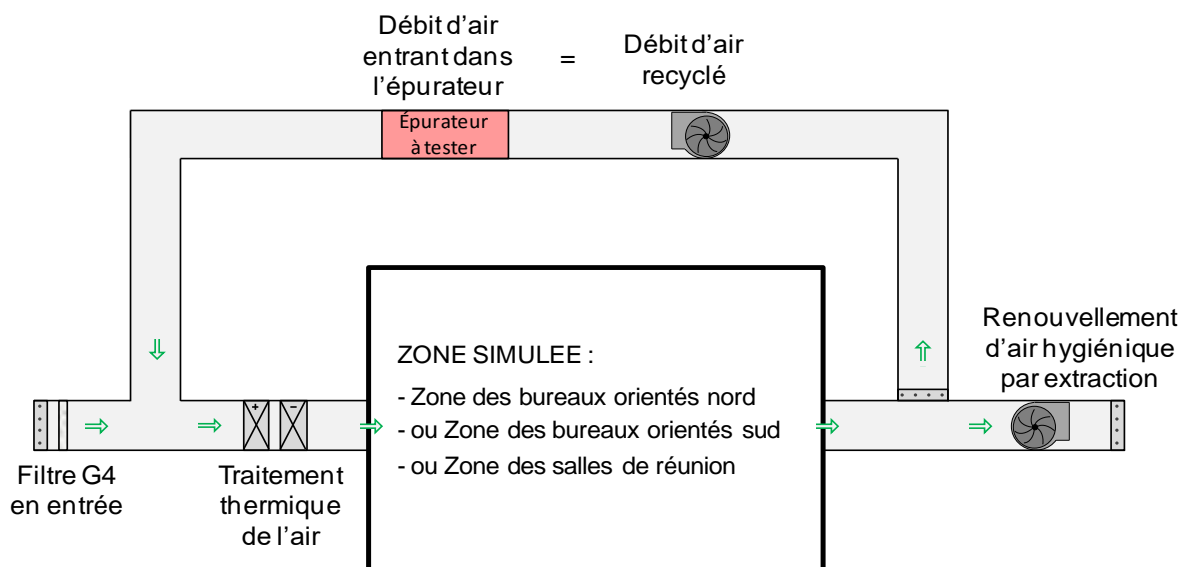 Débit d'air
entrant dans
l'épurateur
=
Débit d'air
recyclé
Épurateur
à tester
ZONE SIMULEE :
- Zone des bureaux orientés nord
- ou Zone des bureaux orientés sud
- ou Zone des salles de réunion
Renouvellement
d'air hygiénique
par extraction
+
−
Filtre G4
en entrée
Traitement
thermique
de l'air